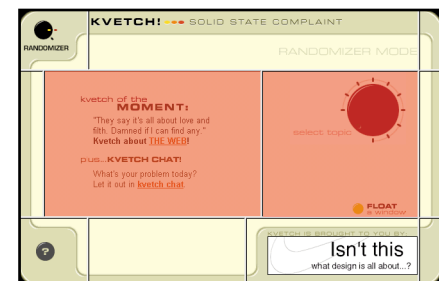 KVETCH! SOLID STATE COMPLAINT
RANDOMIZER
RANDOMIZER MODE
kvetch of the
MOMENT:
"They say it's all about love and
filth. Damned if I can find any."
Kvetch about THE WEB!
plus...KVETCH CHAT!
What's your problem today?
Let it out in kvetch chat.
select topic
FLOAT
a window
?
KVETCH IS BROUGHT TO YOU BY:
Isn't this
what design is all about...?